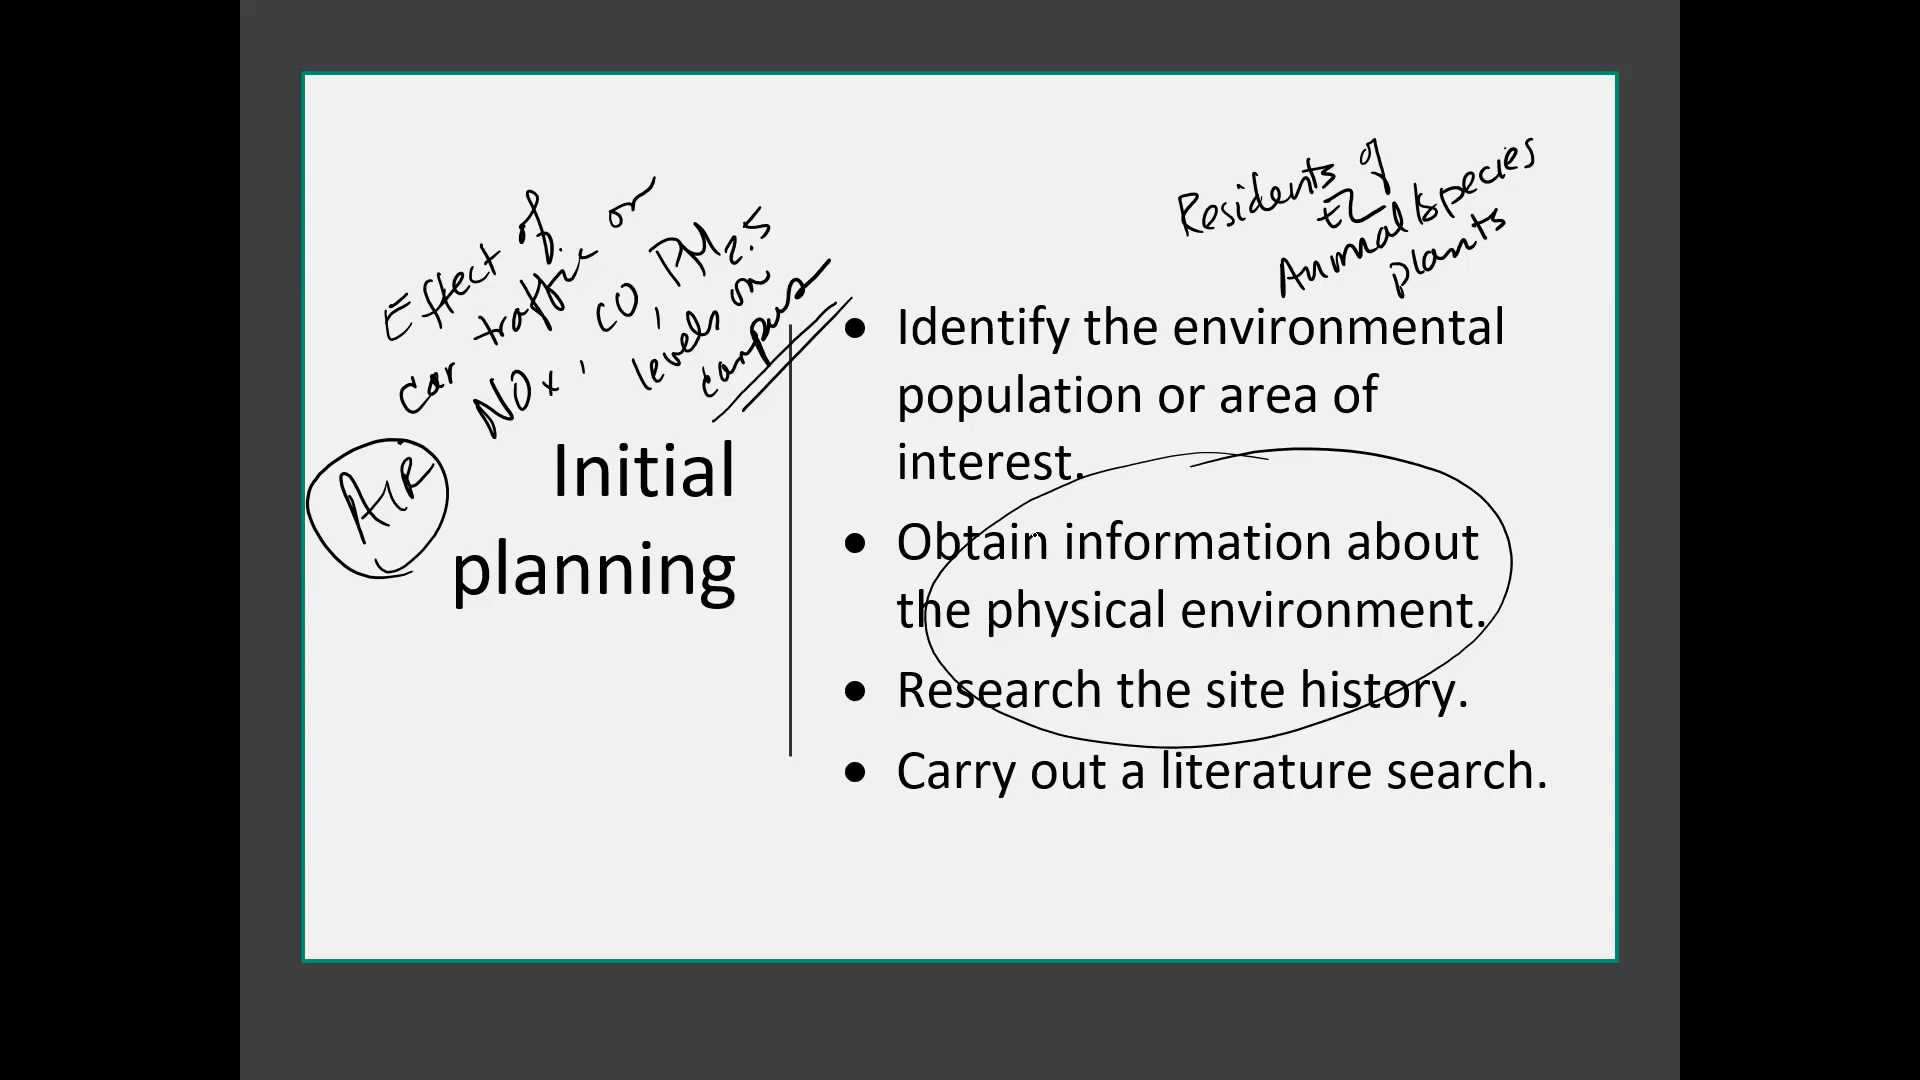 Effect of
car traffic on
NOx, CO, PM2.5
levels on
campus
AIR
Initial
planning
Residents of
Animal species
plants
• Identify the environmental
population or area of
interest.
• Obtain information about
the physical environment.
• Research the site history.
• Carry out a literature search.